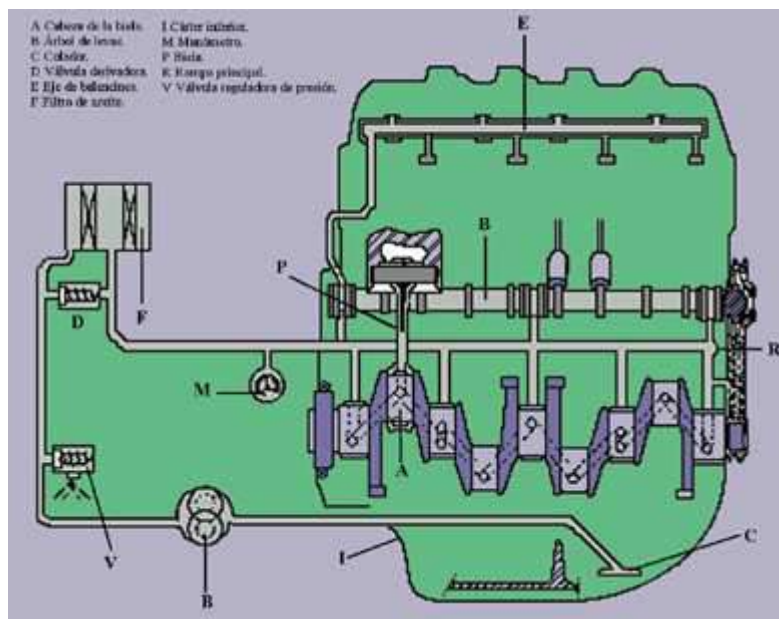 A Cabeza de la biela.
B Árbol de levas.
C Colador.
D Válvula derivadora
E Eje de balancines.
F Filtro de aceite.
I Cárter inferior.
M Manómetro.
P Biela.
R Rampa principal.
V Válvula reguladora de presión.
E
B
P
F
D
R
M
A
C
V
I
B